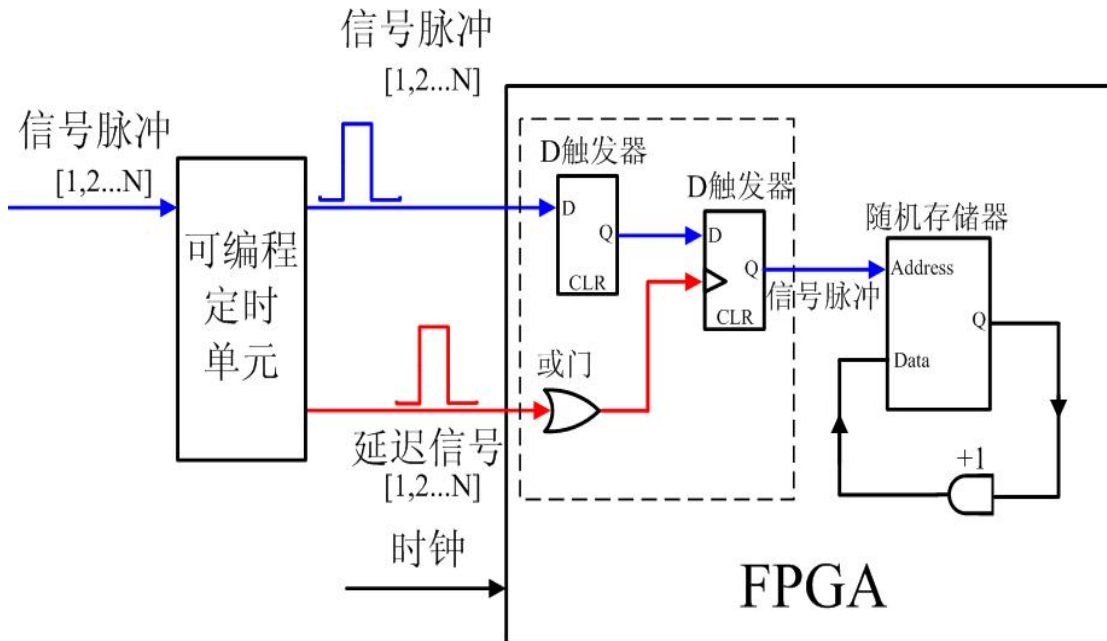 信号脉冲
[1,2...N]
信号脉冲
[1,2...N]
可编程
定时
单元
D触发器
D
Q
CLR
D触发器
D
Q
CLR
信号脉冲
随机存储器
Address
Q
Data
+1
或门
延迟信号
[1,2...N]
时钟
FPGA